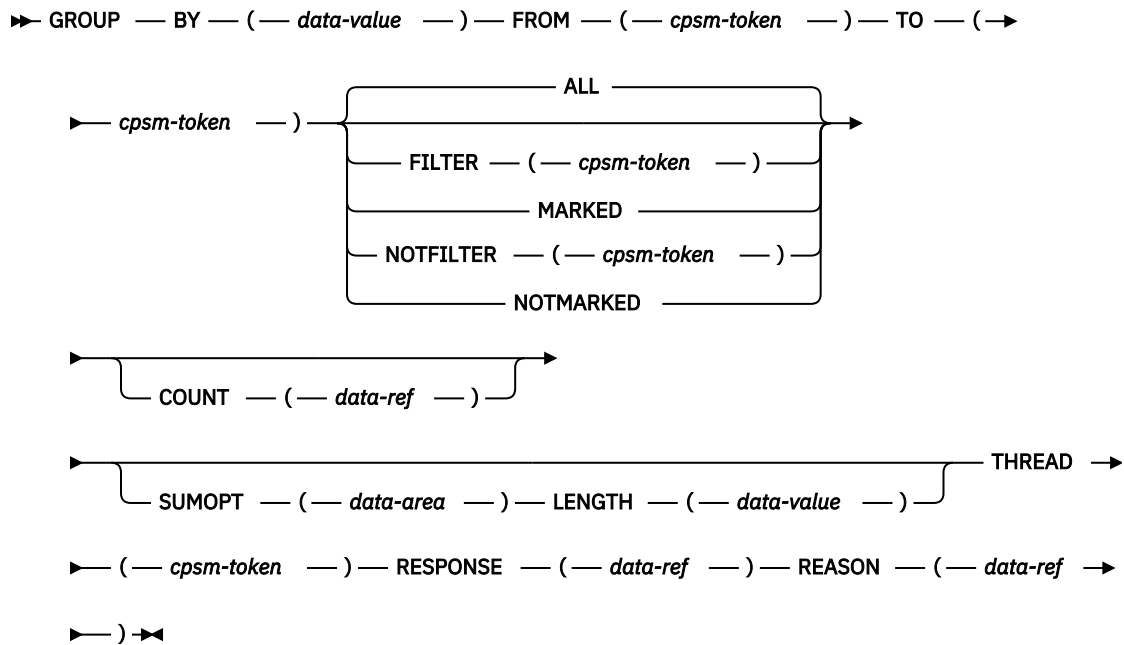 GROUP BY ( data-value ) FROM ( cpsm-token ) TO (
ALL
cpsm-token )
FILTER ( cpsm-token )
MARKED
NOTFILTER ( cpsm-token )
NOTMARKED
COUNT ( data-ref )
THREAD
SUMOPT ( data-area ) LENGTH ( data-value )
( cpsm-token ) RESPONSE ( data-ref ) REASON ( data-ref
)